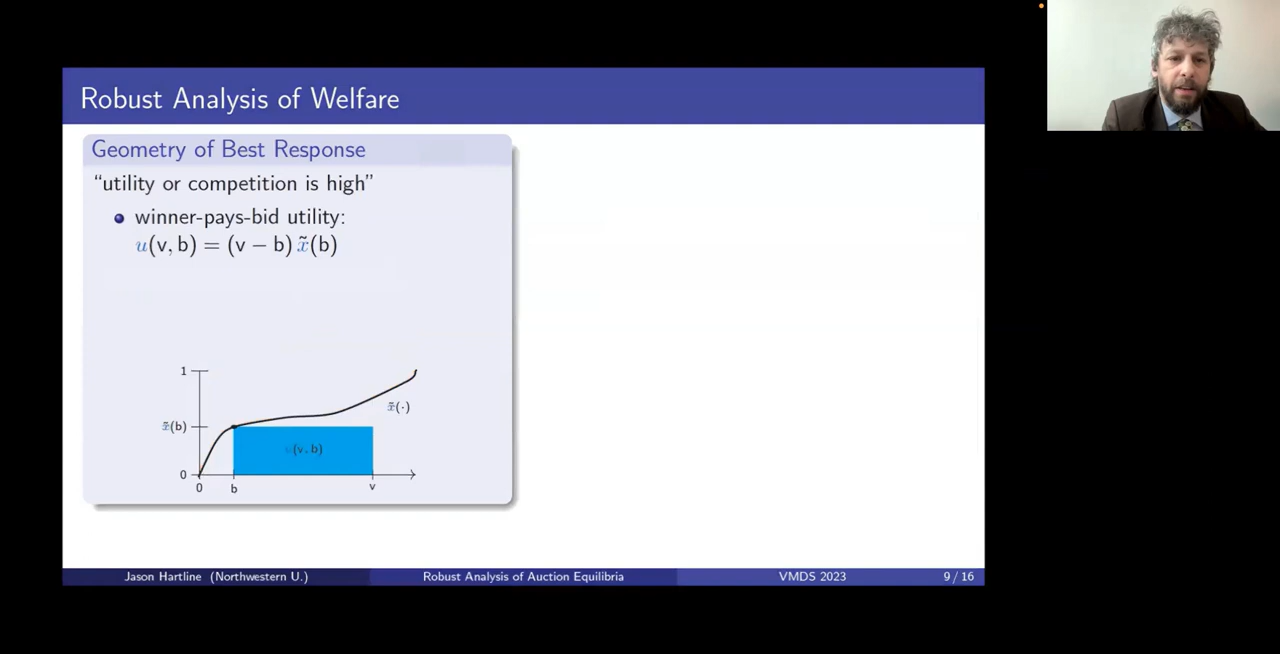 Robust Analysis of Welfare
Geometry of Best Response
“utility or competition is high”
winner-pays-bid utility:
u(v, b) = (v − b) x̃(b)
1
x̃(·)
x̃(b)
u(v, b)
0
0 b v
Jason Hartline (Northwestern U.) Robust Analysis of Auction Equilibria VMDS 2023 9 / 16